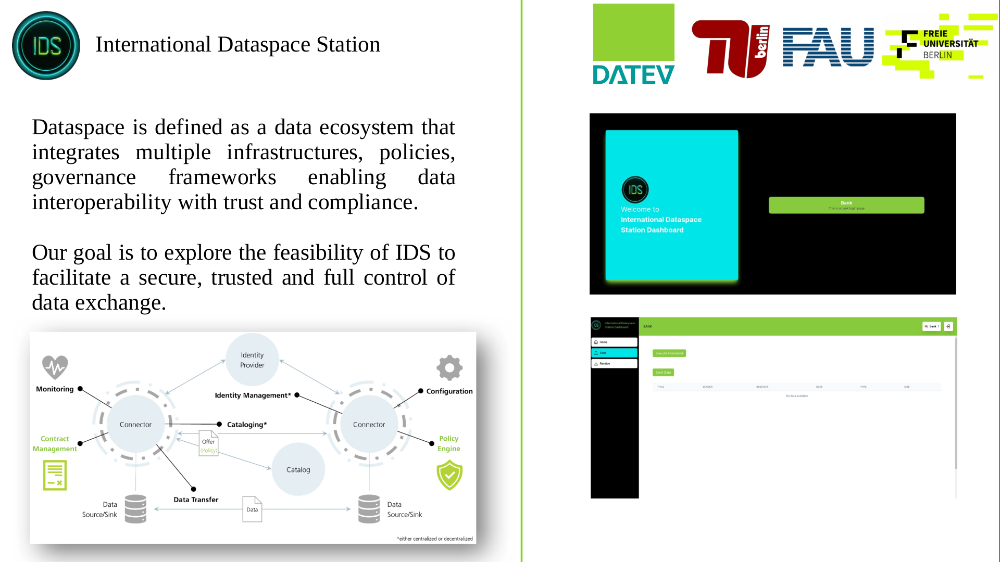 IDS
International Dataspace Station
DATEV
berlin
FAU
FREIE
UNIVERSITÄT
BERLIN
Dataspace is defined as a data ecosystem that
integrates multiple infrastructures, policies,
governance frameworks enabling data
interoperability with trust and compliance.
Our goal is to explore the feasibility of IDS to
facilitate a secure, trusted and full control of
data exchange.
Identity
Provider
Monitoring
Configuration
Identity Management*
Connector
Cataloging*
Connector
Contract
Management
Offer
(Policy)
Policy
Engine
Catalog
Data Transfer
Data
Source/Sink
Data
Data
Source/Sink
*either centralized or decentralized
IDS
Welcome to
International Dataspace
Station Dashboard
Bank
This is a bank login page
IDS
International Dataspace
Station Dashboard
BANK
Hi, bank !
Home
Send
Receive
Execute Command
Send Data
TITLE SENDER RECEIVER DATE TYPE SIZE
No data available